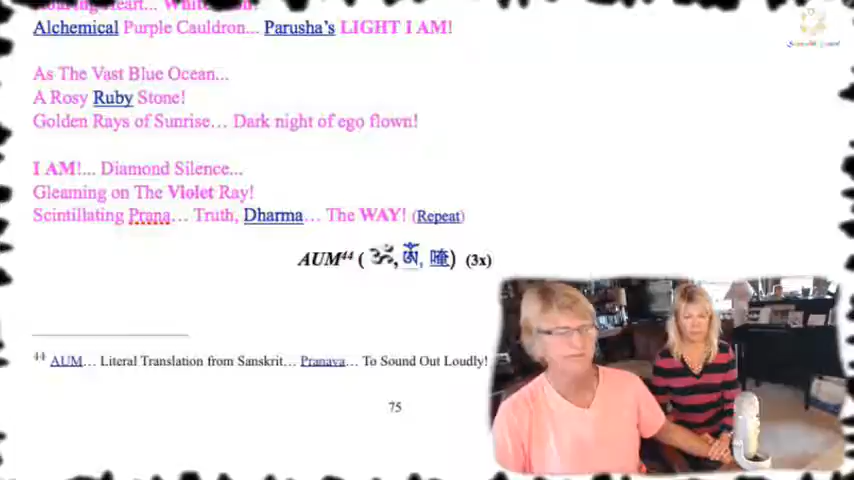 Alchemical Purple Cauldron... Parusha's LIGHT I AM!
As The Vast Blue Ocean...
A Rosy Ruby Stone!
Golden Rays of Sunrise... Dark night of ego flown!
I AM!... Diamond Silence...
Gleaming on The Violet Ray!
Scintillating Prana... Truth, Dharma... The WAY! (Repeat)
AUM44 ( ॐ, ༀ, 唵) (3x)
44 AUM... Literal Translation from Sanskrit... Pranava... To Sound Out Loudly!
75